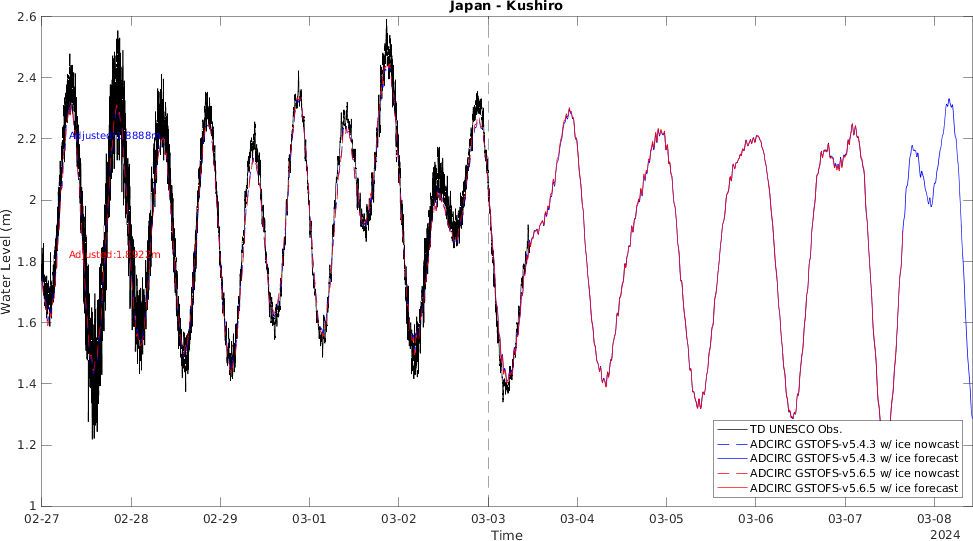 Japan - Kushiro
Water Level (m)
2.6
2.4
2.2
2
1.8
1.6
1.4
1.2
1
Adjusted:1.8888m
Adjusted:1.8922m
TD UNESCO Obs.
ADCIRC GSTOFS-v5.4.3 w/ ice nowcast
ADCIRC GSTOFS-v5.4.3 w/ ice forecast
ADCIRC GSTOFS-v5.6.5 w/ ice nowcast
ADCIRC GSTOFS-v5.6.5 w/ ice forecast
02-27 02-28 02-29 03-01 03-02 03-03 03-04 03-05 03-06 03-07 03-08
Time
2024